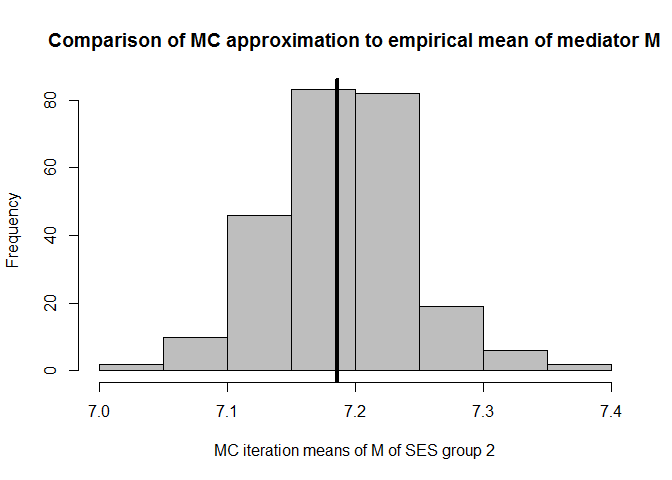 Comparison of MC approximation to empirical mean of mediator M
80
60
40
20
0
Frequency
7.0 7.1 7.2 7.3 7.4
MC iteration means of M of SES group 2